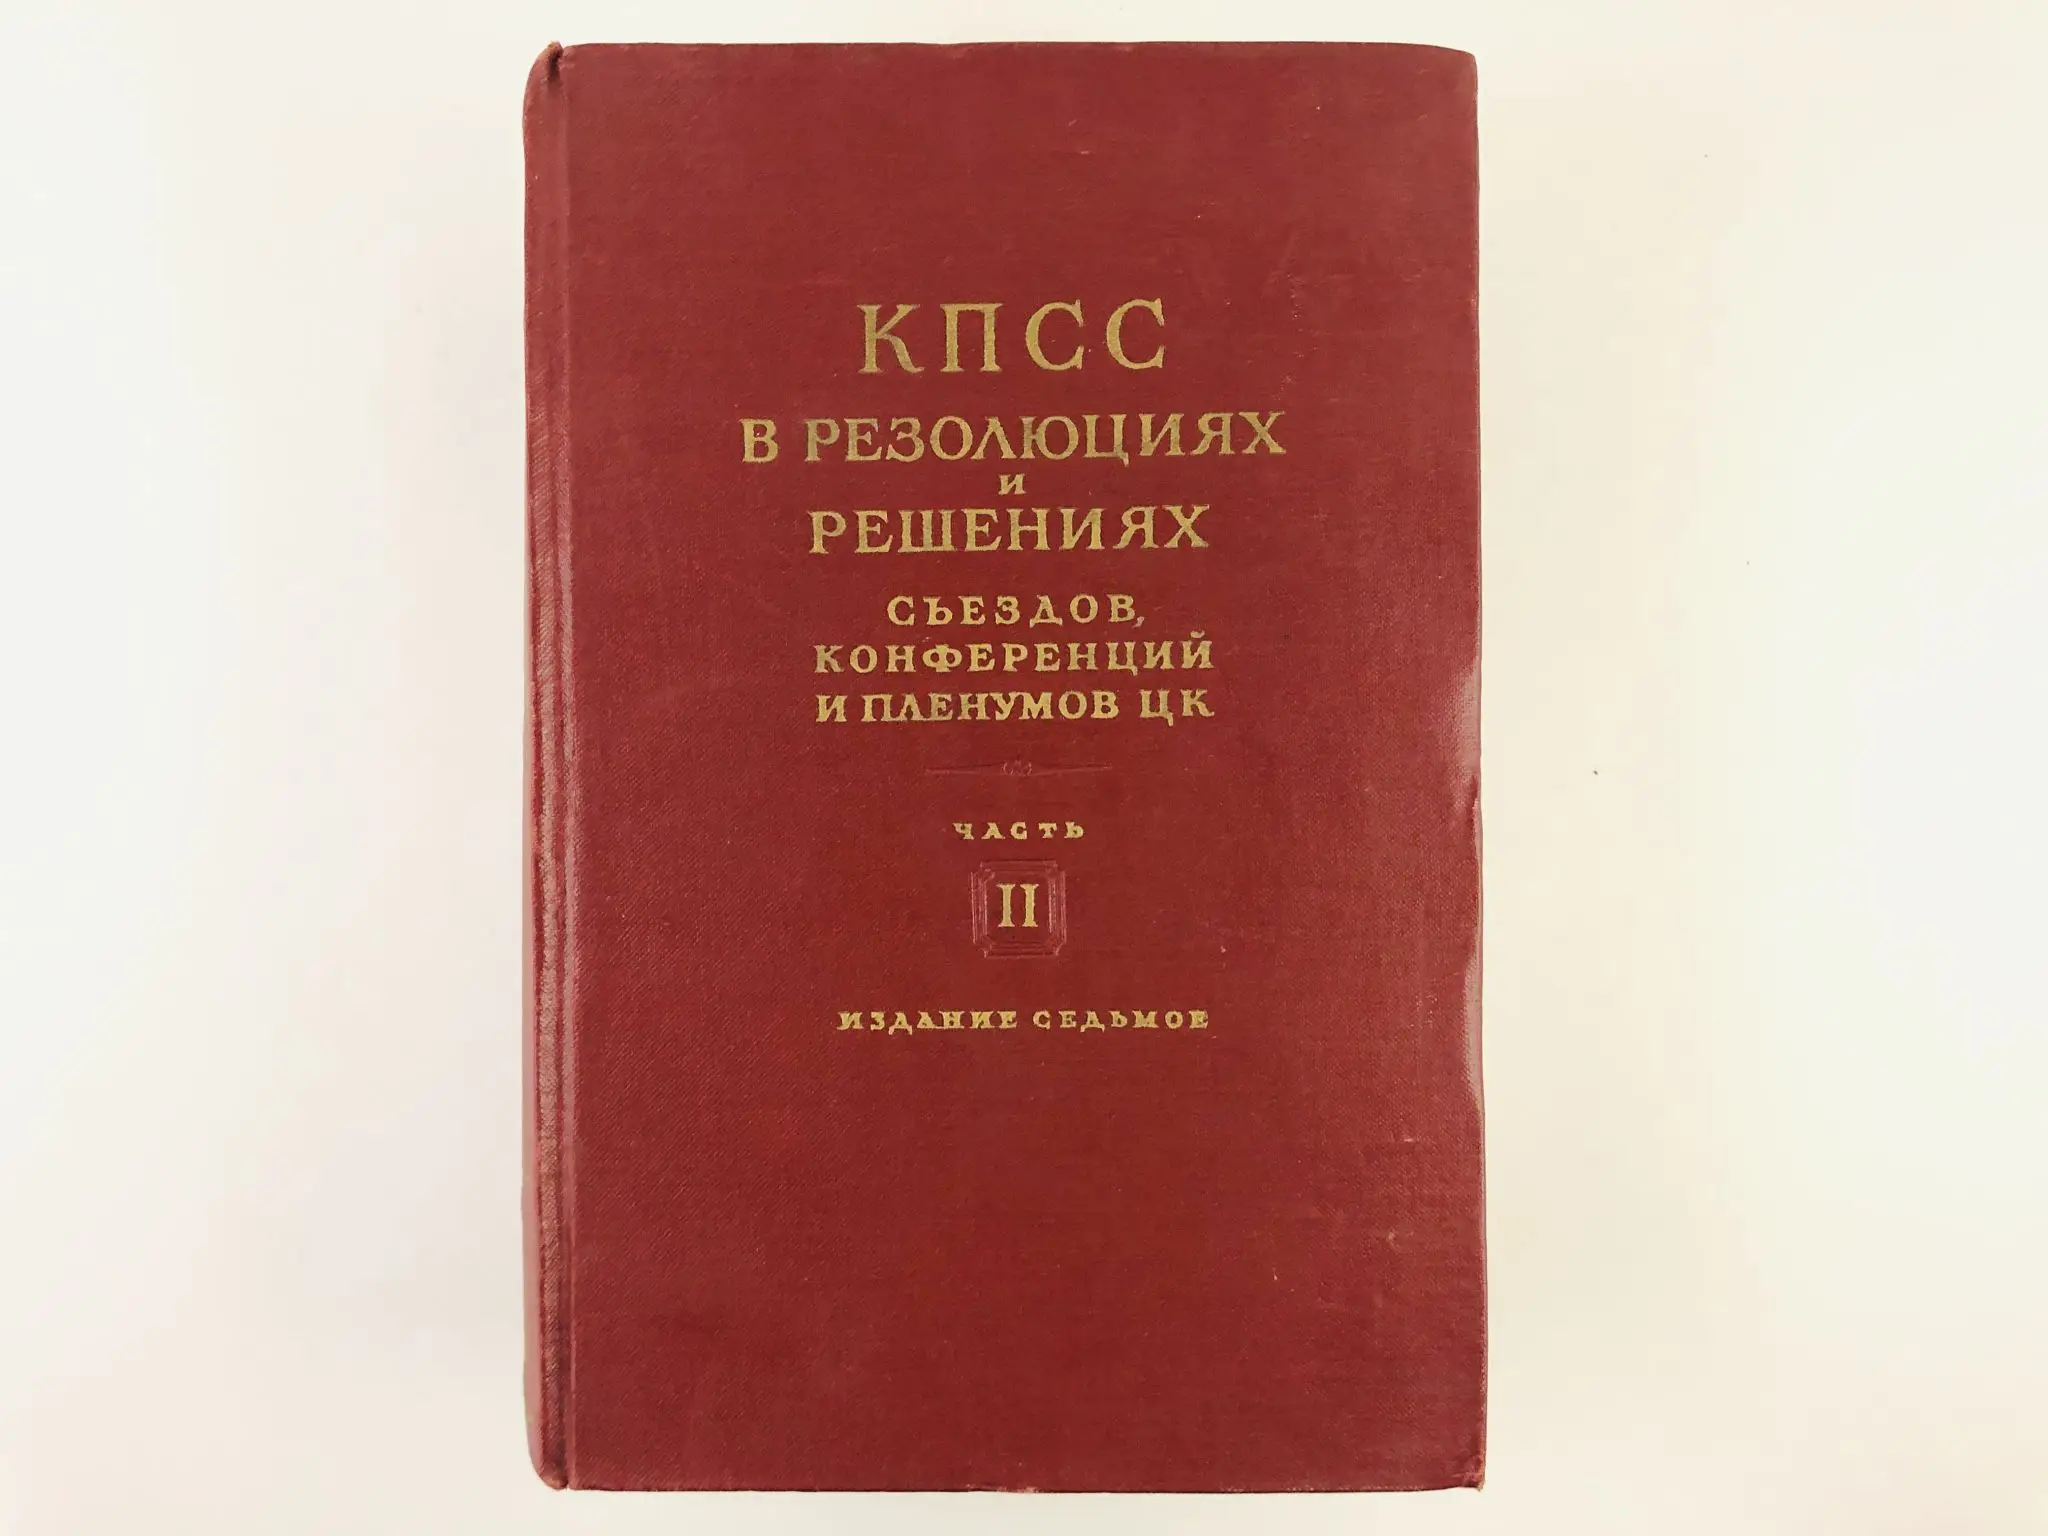 КПСС
В РЕЗОЛЮЦИЯХ
И
РЕШЕНИЯХ
СЪЕЗДОВ,
КОНФЕРЕНЦИЙ
И ПЛЕНУМОВ ЦК
ЧАСТЬ
II
ИЗДАНИЕ СЕДЬМОЕ